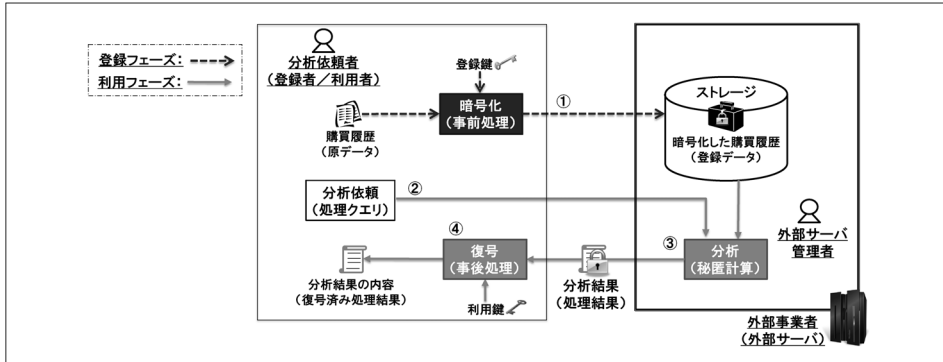 登録フェーズ：
利用フェーズ：
分析依頼者
（登録者／利用者）
登録鍵
暗号化
（事前処理）
①
購買履歴
（原データ）
ストレージ
暗号化した購買履歴
（登録データ）
分析依頼
（処理クエリ）
②
外部サーバ
管理者
④
復号
（事後処理）
③
分析
（秘匿計算）
分析結果の内容
（復号済み処理結果）
分析結果
（処理結果）
利用鍵
外部事業者
（外部サーバ）